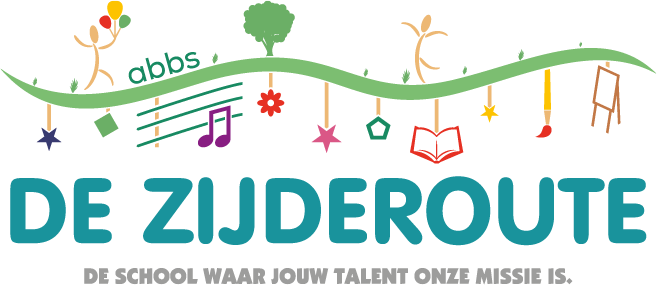 abbs
DE ZIJDEROUTE
DE SCHOOL WAAR JOUW TALENT ONZE MISSIE IS.